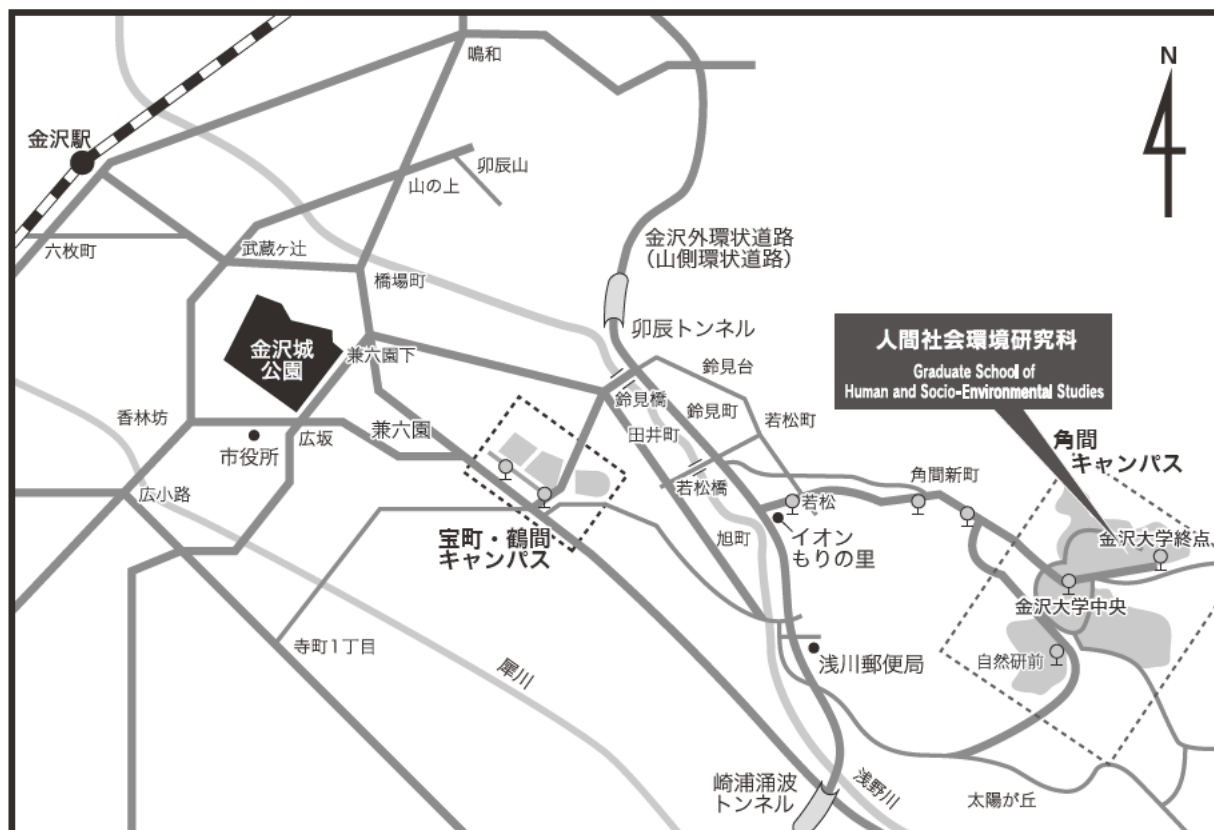 鳴和
N
金沢駅
卯辰山
山の上
金沢外環状道路
(山側環状道路)
六枚町
武蔵ヶ辻
橋場町
卯辰トンネル
人間社会環境研究科
Graduate School of
Human and Socio-Environmental Studies
金沢城
公園
兼六園下
鈴見台
鈴見橋
鈴見町
若松町
香林坊
兼六園
広坂
市役所
田井町
角間
キャンパス
角間新町
若松橋
若松
広小路
宝町・鶴間
キャンパス
旭町
イオン
もりの里
金沢大学終点
金沢大学中央
寺町1丁目
犀川
浅川郵便局
自然研前
崎浦涌波
トンネル
浅野川
太陽が丘